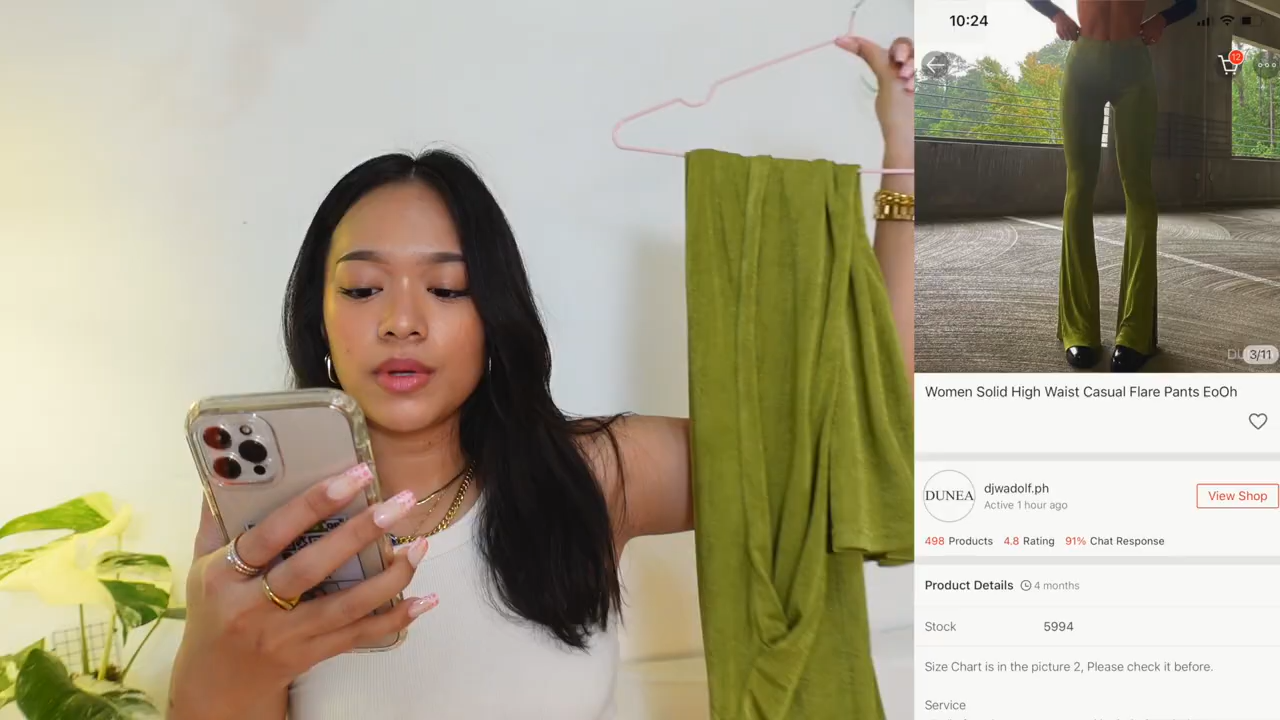 10:24
12
3/11
Women Solid High Waist Casual Flare Pants EoOh
DUNEA
djwadolf.ph
Active 1 hour ago
View Shop
498 Products 4.8 Rating 91% Chat Response
Product Details 4 months
Stock 5994
Size Chart is in the picture 2, Please check it before.
Service